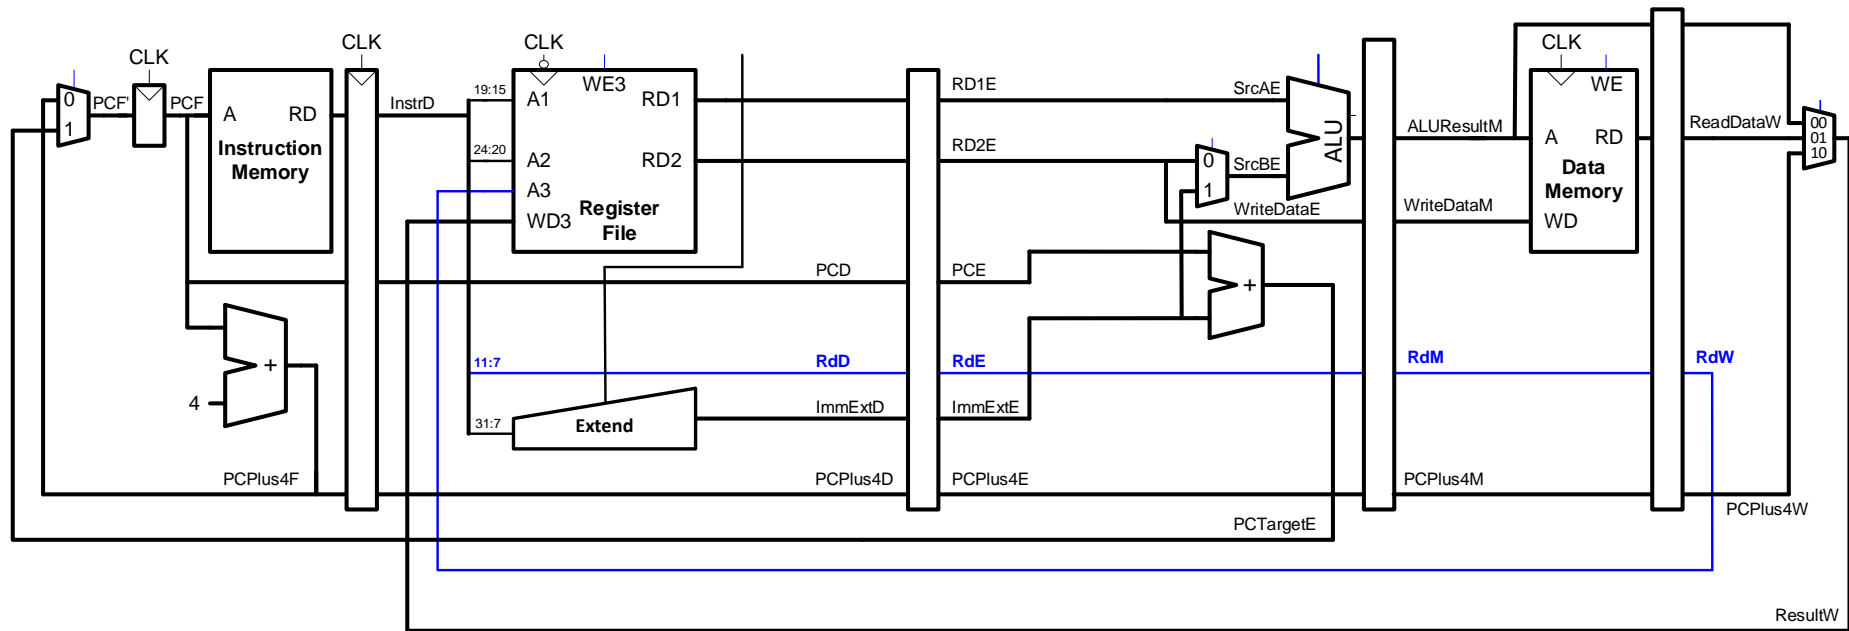 CLK
CLK
CLK
CLK
0
1
PCF'
PCF
A
RD
Instruction
Memory
InstrD
19:15
A1
WE3
RD1
24:20
A2
RD2
A3
WD3
Register
File
RD1E
RD2E
SrcAE
0
1
SrcBE
ALU
WriteDataE
ALUResultM
WriteDataM
A
RD
WE
Data
Memory
WD
ReadDataW
00
01
10
PCD
PCE
+
+
4
11:7
RdD
RdE
RdM
RdW
31:7
Extend
ImmExtD
ImmExtE
PCPlus4F
PCPlus4D
PCPlus4E
PCPlus4M
PCPlus4W
PCTargetE
ResultW